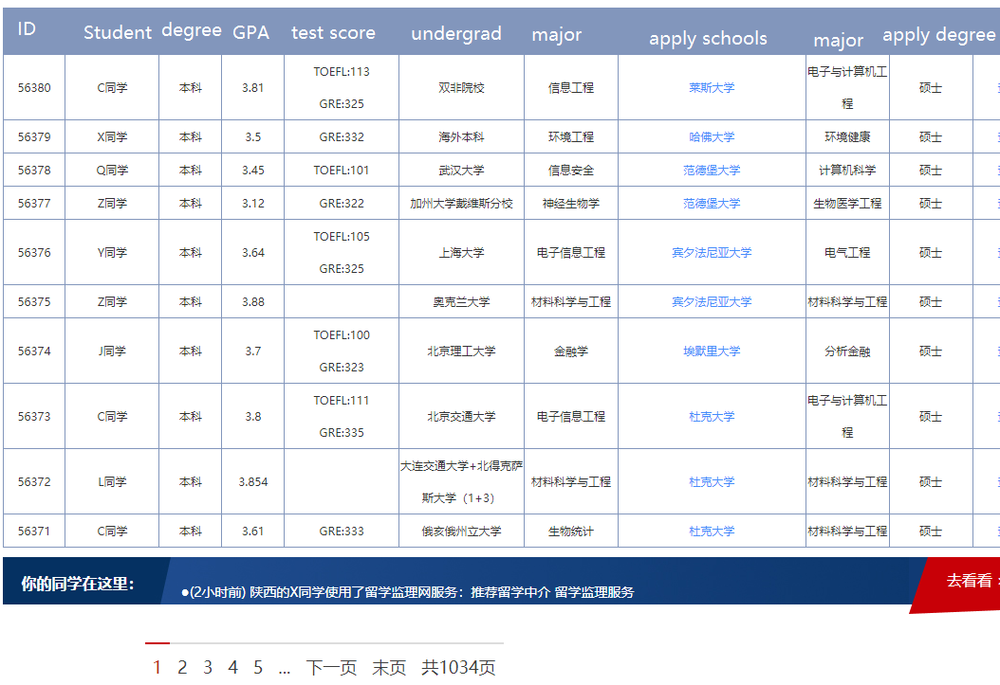 ID Student degree GPA test score undergrad major apply schools major apply degree
56380 C同学 本科 3.81 TOEFL:113 GRE:325 双非院校 信息工程 莱斯大学 电子与计算机工程 硕士
56379 X同学 本科 3.5 GRE:332 海外本科 环境工程 哈佛大学 环境健康 硕士
56378 Q同学 本科 3.45 TOEFL:101 武汉大学 信息安全 范德堡大学 计算机科学 硕士
56377 Z同学 本科 3.12 GRE:322 加州大学戴维斯分校 神经生物学 范德堡大学 生物医学工程 硕士
56376 Y同学 本科 3.64 TOEFL:105 GRE:325 上海大学 电子信息工程 宾夕法尼亚大学 电气工程 硕士
56375 Z同学 本科 3.88 奥克兰大学 材料科学与工程 宾夕法尼亚大学 材料科学与工程 硕士
56374 J同学 本科 3.7 TOEFL:100 GRE:323 北京理工大学 金融学 埃默里大学 分析金融 硕士
56373 C同学 本科 3.8 TOEFL:111 GRE:335 北京交通大学 电子信息工程 杜克大学 电子与计算机工程 硕士
56372 L同学 本科 3.854 大连交通大学+北得克萨斯大学（1+3） 材料科学与工程 杜克大学 材料科学与工程 硕士
56371 C同学 本科 3.61 GRE:333 俄亥俄州立大学 生物统计 杜克大学 材料科学与工程 硕士
你的同学在这里： ●(2小时前) 陕西的X同学使用了留学监理网服务：推荐留学中介 留学监理服务 去看看
1 2 3 4 5 ... 下一页 末页 共1034页